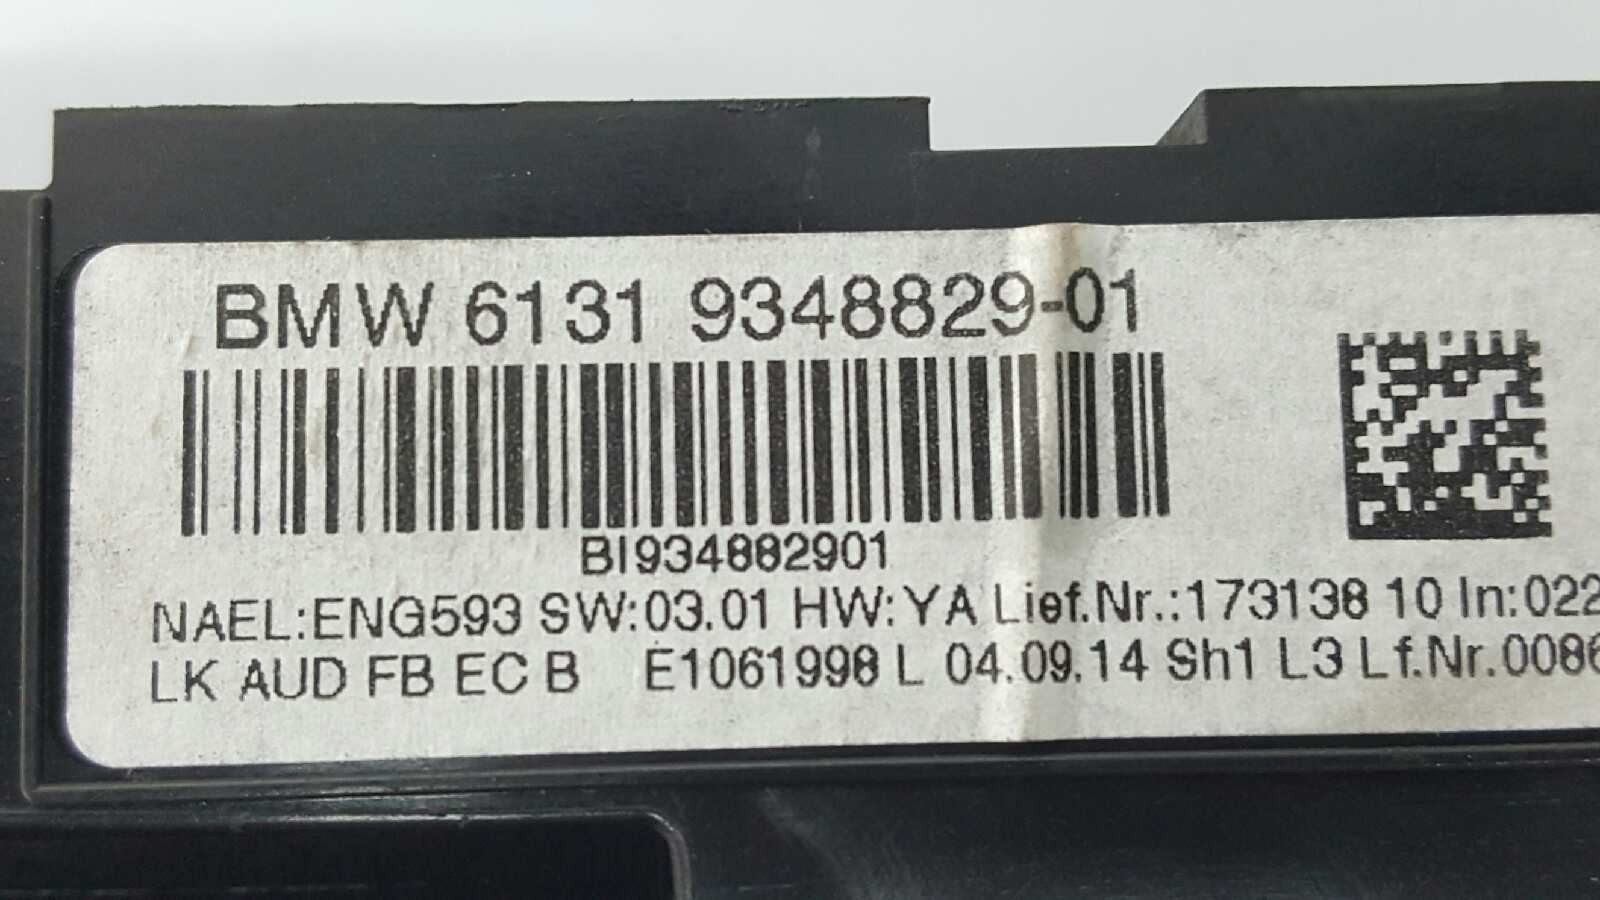 BMW 6131 9348829-01
BI934882901
NAEL:ENG593 SW:03.01 HW:YA Lief.Nr.:173138 10 In:022
LK AUD FB EC B E1061998 L 04.09.14 Sh1 L3 Lf.Nr.0086